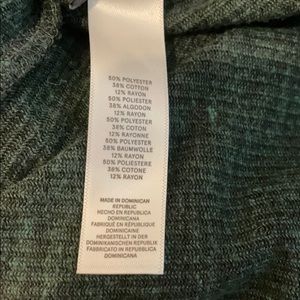 50% POLYESTER
38% COTTON
12% RAYON
50% POLIESTER
38% ALGODON
12% RAYON
50% POLYESTER
38% COTON
12% RAYONNE
50% POLYESTER
38% BAUMWOLLE
12% RAYON
50% POLIESTERE
38% COTONE
12% RAYON
MADE IN DOMINICAN
REPUBLIC
HECHO EN REPUBLICA
DOMINICANA
FABRIQUÉ EN RÉPUBLIQUE
DOMINICAINE
HERGESTELLT IN DER
DOMINIKANISCHEN REPUBLIK
FABBRICATO IN REPUBBLICA
DOMINICANA